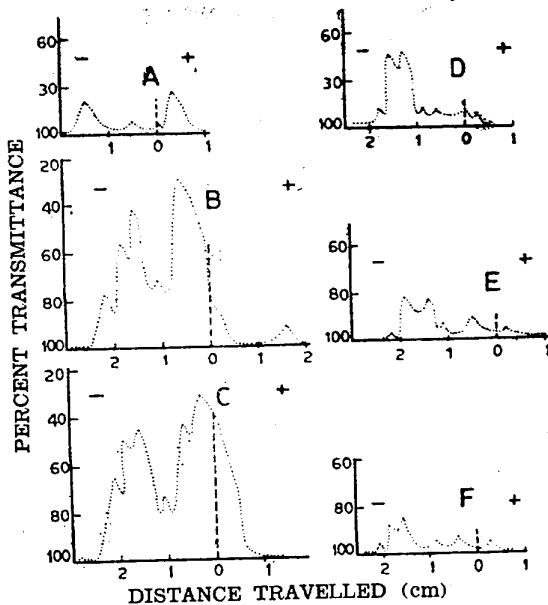 60
30
100
− A +
1 0 1
20
40
60
80
100
− B +
2 1 0 1 2
20
40
60
80
100
− C +
2 1 0 1
60
30
100
− D +
2 1 0 1
60
80
100
− E +
2 1 0 1
60
80
100
− F +
2 1 0 1
PERCENT TRANSMITTANCE
DISTANCE TRAVELLED (cm)